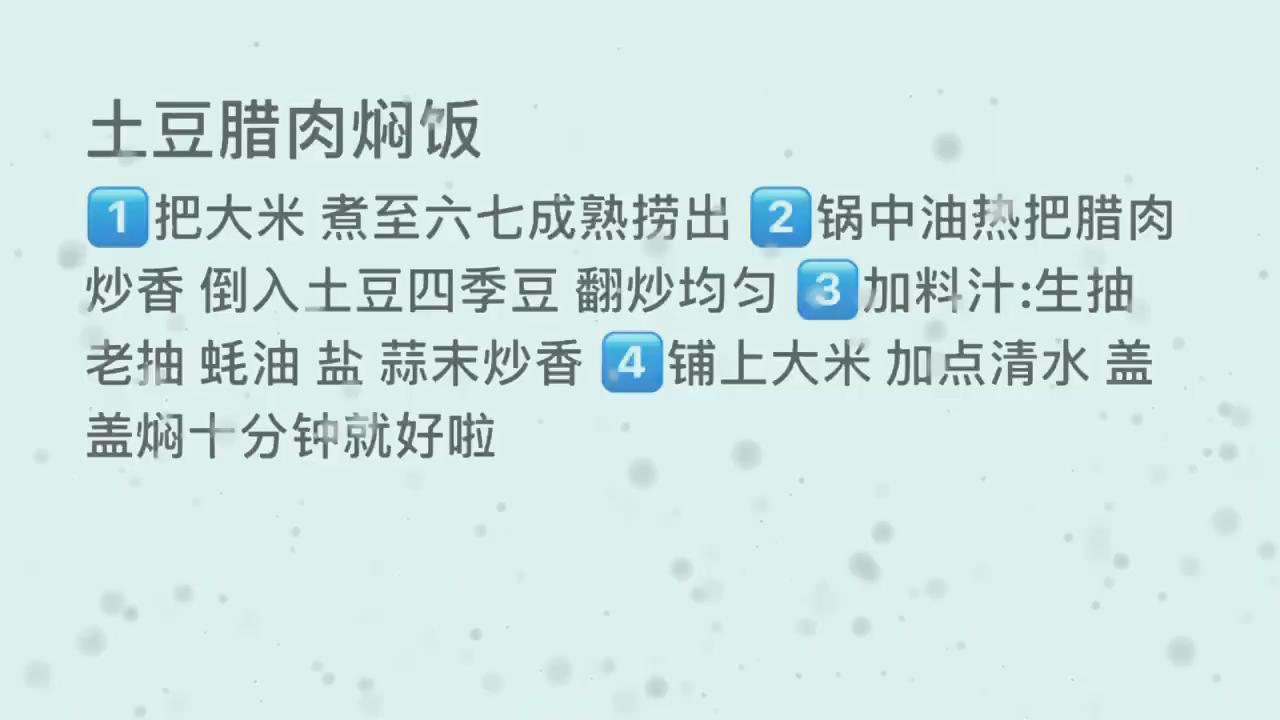 土豆腊肉焖饭
1️⃣把大米 煮至六七成熟捞出 2️⃣锅中油热把腊肉
炒香 倒入土豆四季豆 翻炒均匀 3️⃣加料汁:生抽
老抽 蚝油 盐 蒜末炒香 4️⃣铺上大米 加点清水 盖
盖焖十分钟就好啦